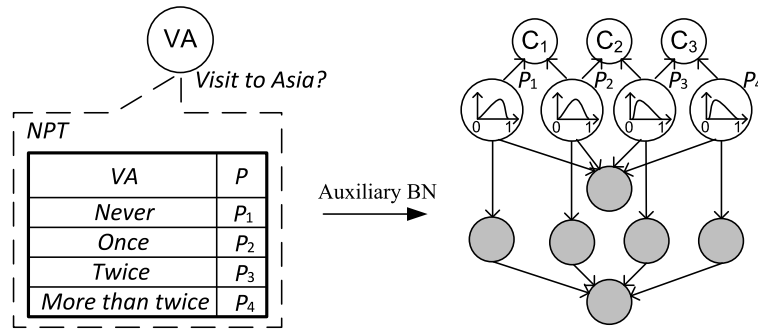 VA
Visit to Asia?
NPT
VA P
Never P1
Once P2
Twice P3
More than twice P4
Auxiliary BN
C1 C2 C3
P1 P2 P3 P4
0 1 0 1 0 1 0 1